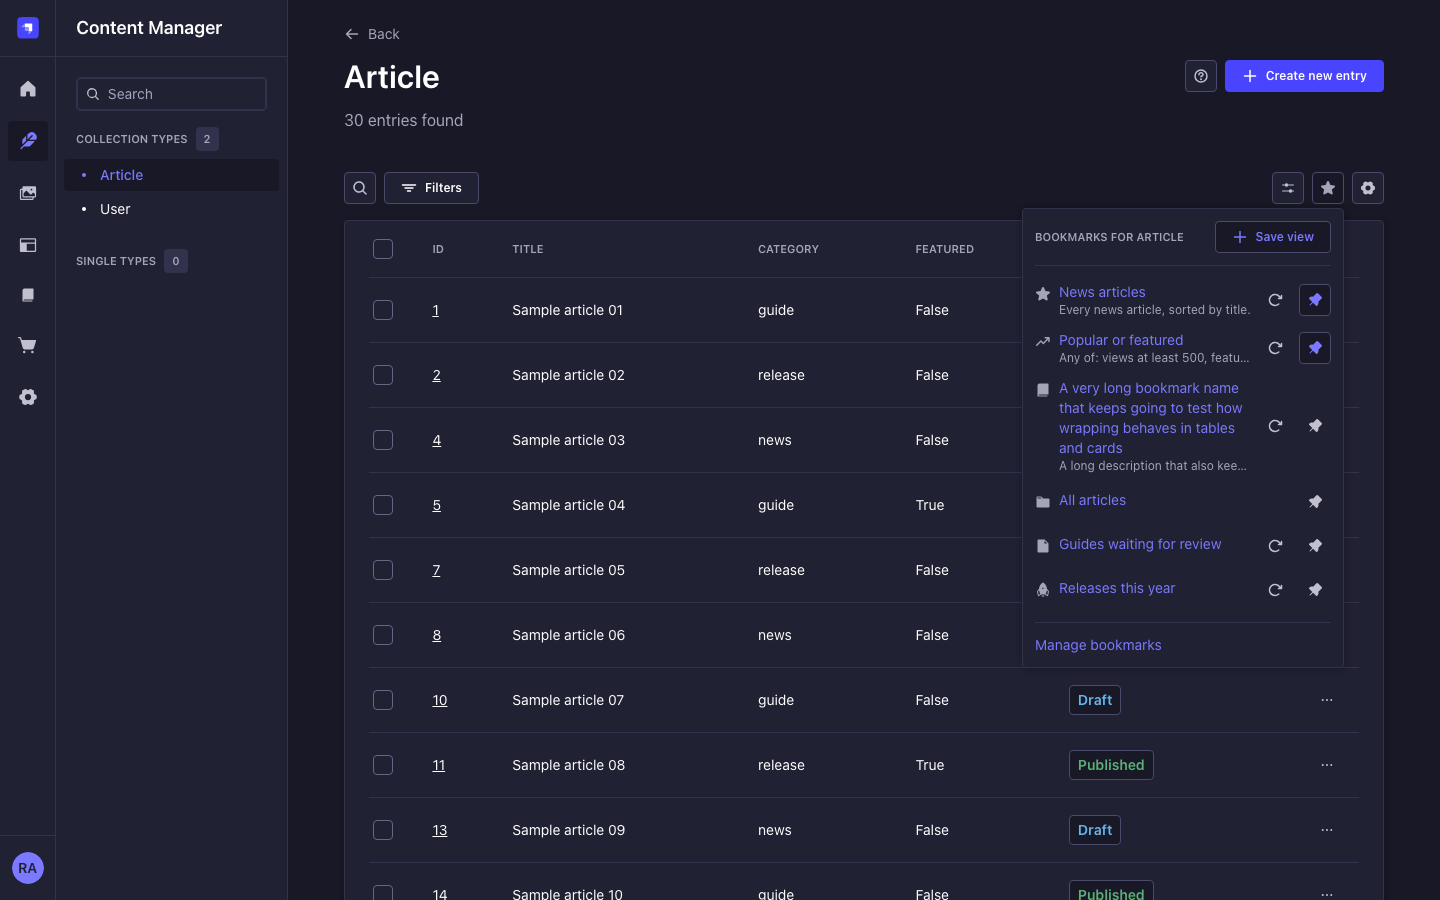 Content Manager
Search
COLLECTION TYPES 2
Article
User
SINGLE TYPES 0
RA
Back
Article
30 entries found
Create new entry
Filters
ID TITLE CATEGORY FEATURED
1 Sample article 01 guide False
2 Sample article 02 release False
4 Sample article 03 news False
5 Sample article 04 guide True
7 Sample article 05 release False
8 Sample article 06 news False
10 Sample article 07 guide False Draft
11 Sample article 08 release True Published
13 Sample article 09 news False Draft
14 Sample article 10 guide False Published
BOOKMARKS FOR ARTICLE Save view
News articles
Every news article, sorted by title.
Popular or featured
Any of: views at least 500, featu...
A very long bookmark name
that keeps going to test how
wrapping behaves in tables
and cards
A long description that also kee...
All articles
Guides waiting for review
Releases this year
Manage bookmarks